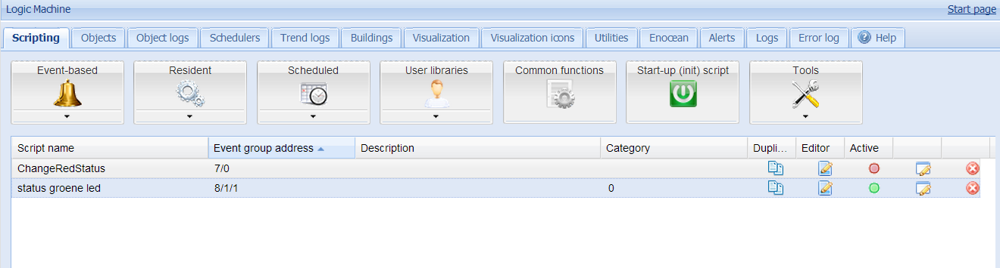 Logic Machine Start page
Scripting Objects Object logs Schedulers Trend logs Buildings Visualization Visualization icons Utilities Enocean Alerts Logs Error log Help
Event-based Resident Scheduled User libraries Common functions Start-up (init) script Tools
Script name Event group address Description Category Dupli... Editor Active
ChangeRedStatus 7/0
status groene led 8/1/1 0